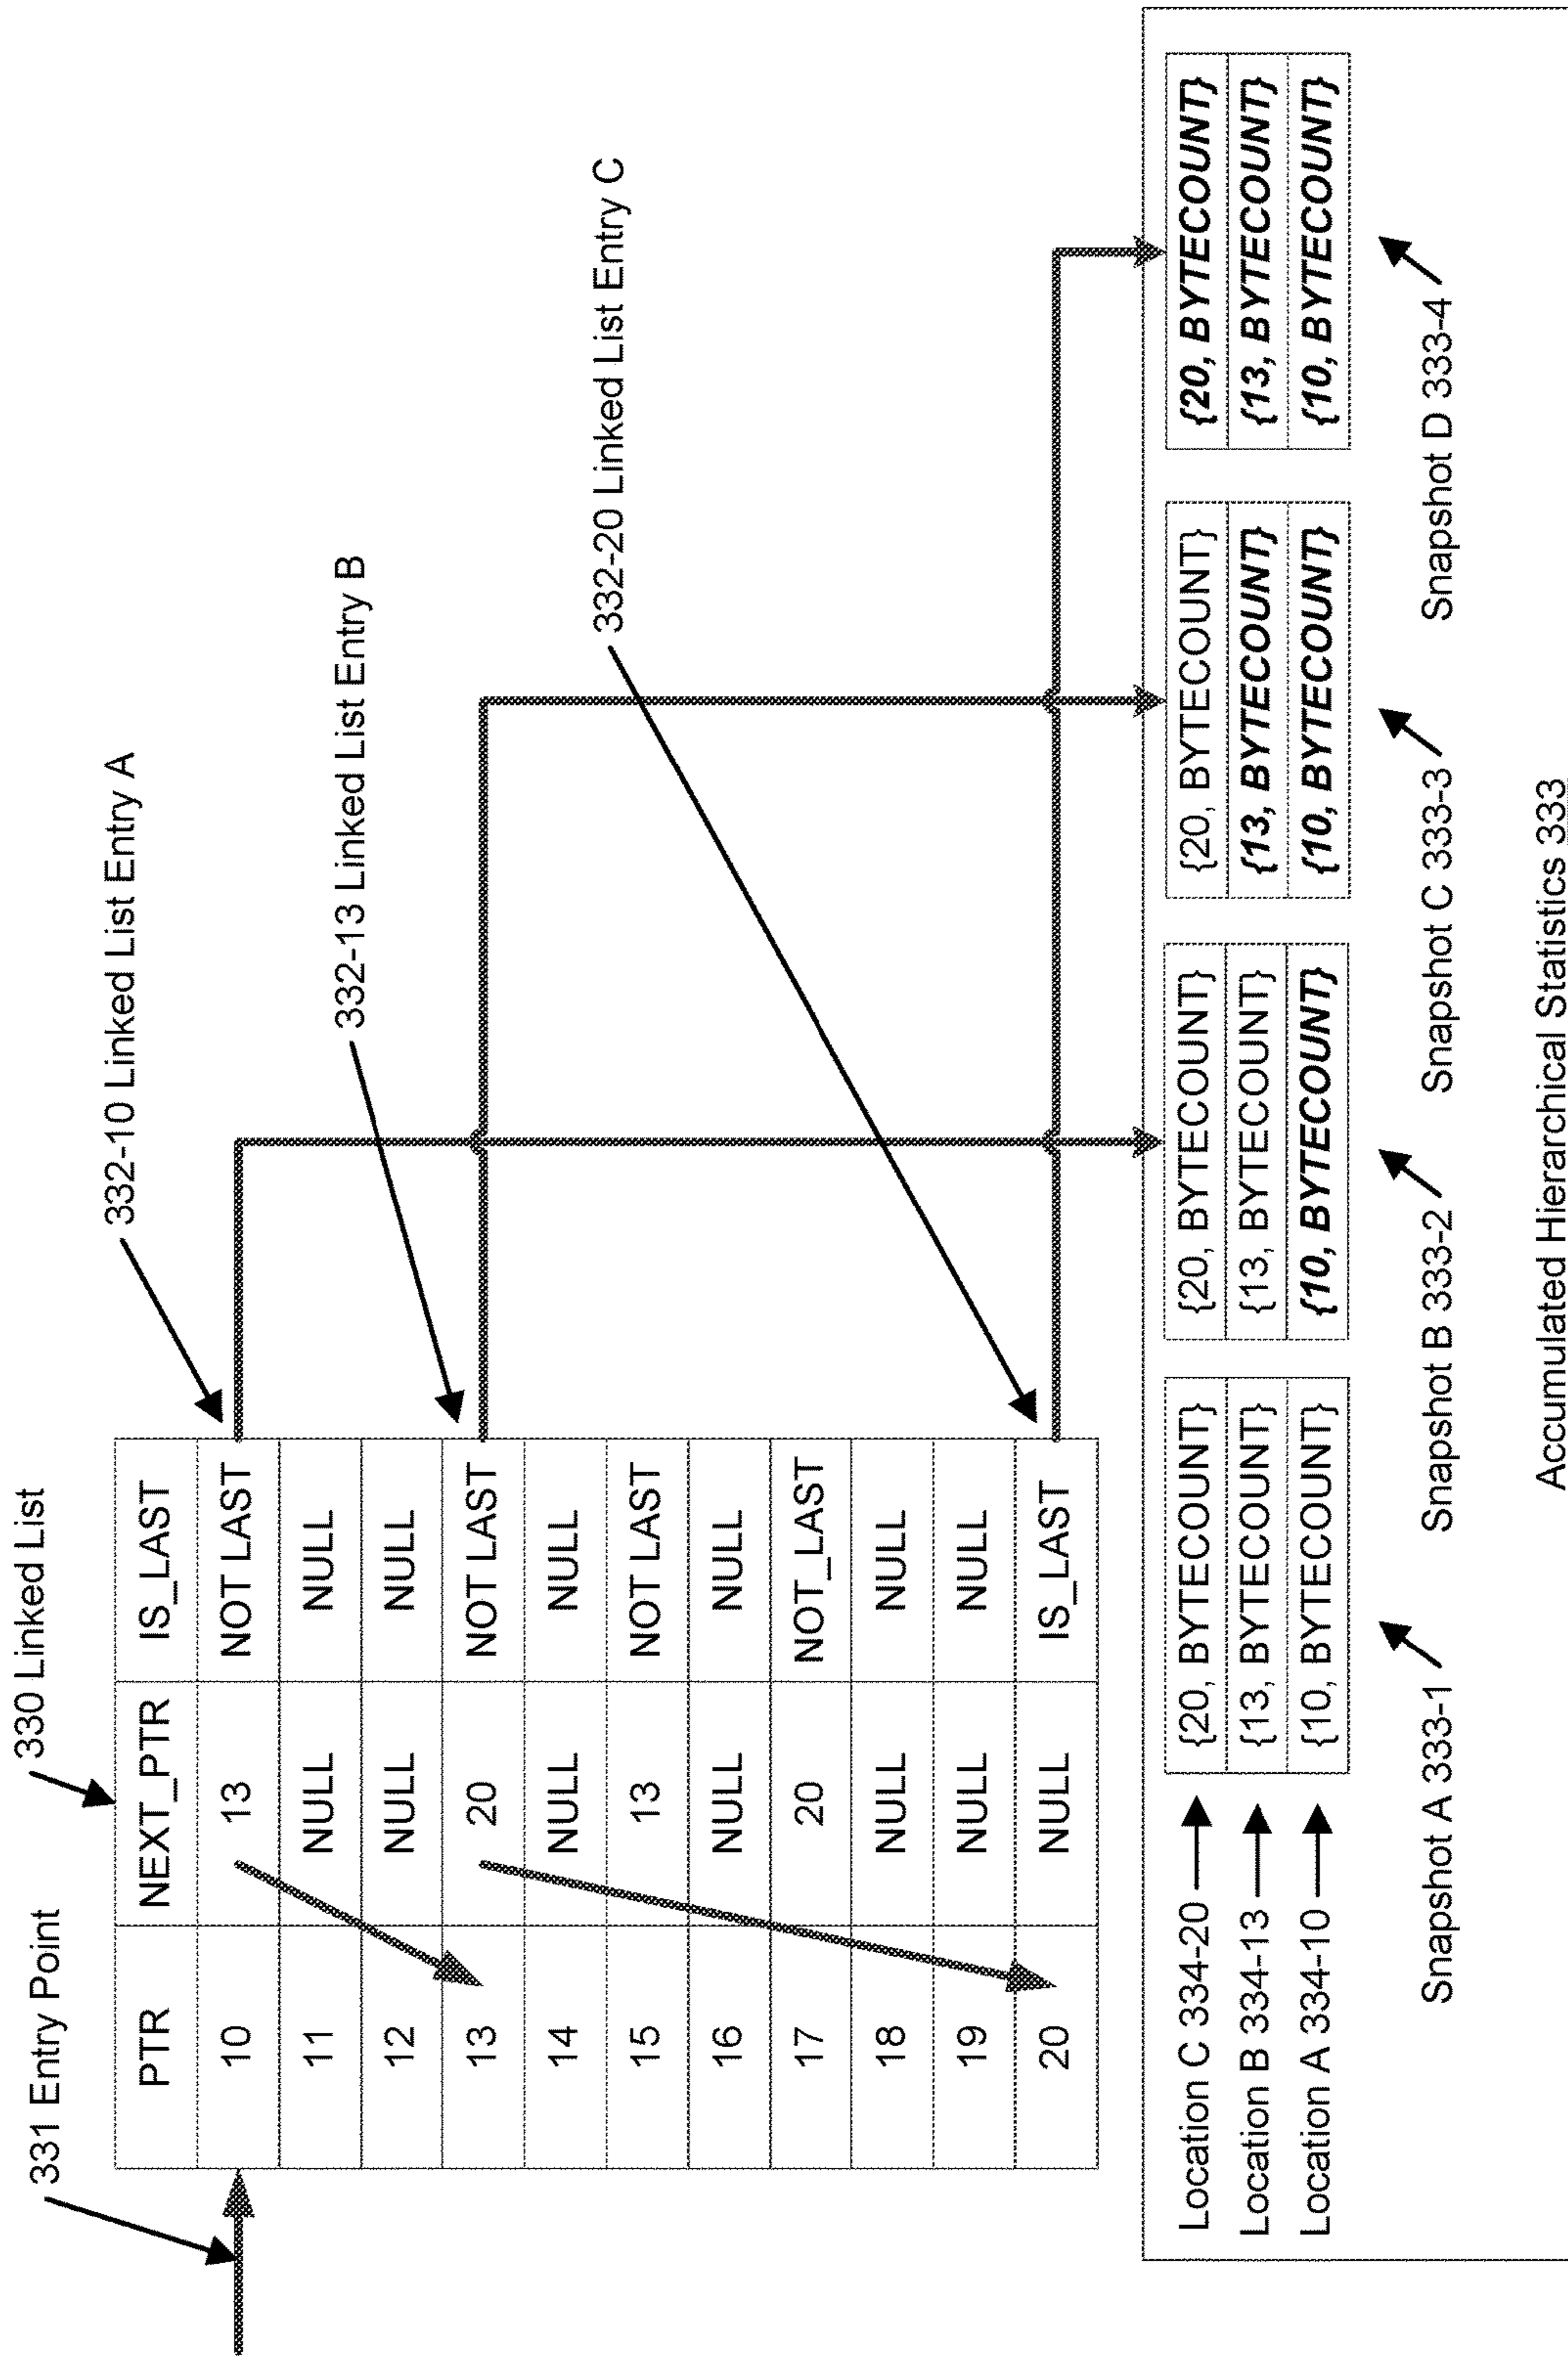 330 Linked List
331 Entry Point
PTR NEXT_PTR IS_LAST
10 13 NOT LAST
11 NULL NULL
12 NULL NULL
13 20 NOT LAST
14 NULL NULL
15 13 NOT LAST
16 NULL NULL
17 20 NOT_LAST
18 NULL NULL
19 NULL NULL
20 NULL IS_LAST
332-10 Linked List Entry A
332-13 Linked List Entry B
332-20 Linked List Entry C
Location C 334-20 {20, BYTECOUNT} {20, BYTECOUNT} {20, BYTECOUNT} {20, BYTECOUNT}
Location B 334-13 {13, BYTECOUNT} {13, BYTECOUNT} {13, BYTECOUNT} {13, BYTECOUNT}
Location A 334-10 {10, BYTECOUNT} {10, BYTECOUNT} {10, BYTECOUNT} {10, BYTECOUNT}
Snapshot A 333-1 Snapshot B 333-2 Snapshot C 333-3 Snapshot D 333-4
Accumulated Hierarchical Statistics 333